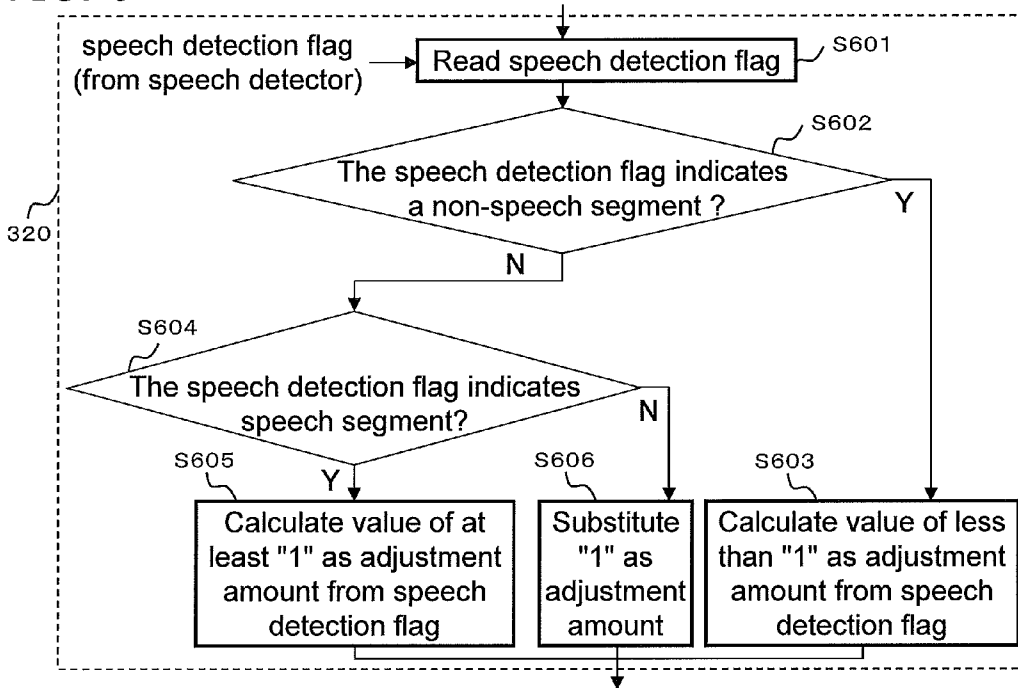 speech detection flag
(from speech detector)
Read speech detection flag
S601
S602
The speech detection flag indicates
a non-speech segment ?
Y
320
N
S604
The speech detection flag indicates
speech segment?
N
Y
S605
Calculate value of at
least "1" as adjustment
amount from speech
detection flag
S606
Substitute
"1" as
adjustment
amount
S603
Calculate value of less
than "1" as adjustment
amount from speech
detection flag